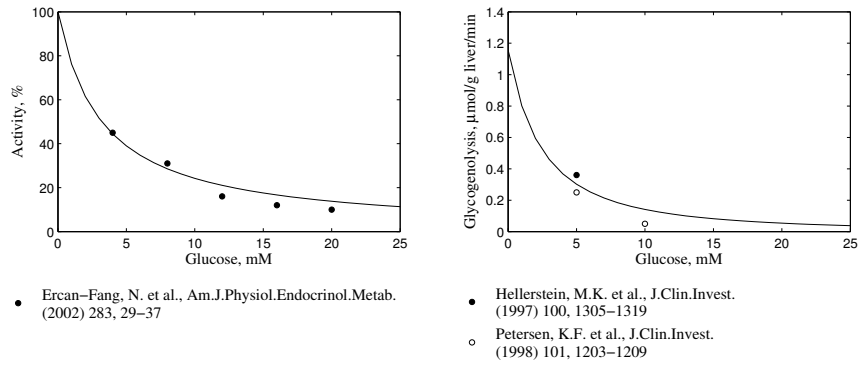 100
80
60
40
20
0
Activity, %
0 5 10 15 20 25
Glucose, mM
Ercan−Fang, N. et al., Am.J.Physiol.Endocrinol.Metab.
(2002) 283, 29−37
1.4
1.2
1
0.8
0.6
0.4
0.2
0
Glycogenolysis, μmol/g liver/min
0 5 10 15 20 25
Glucose, mM
Hellerstein, M.K. et al., J.Clin.Invest.
(1997) 100, 1305−1319
Petersen, K.F. et al., J.Clin.Invest.
(1998) 101, 1203−1209